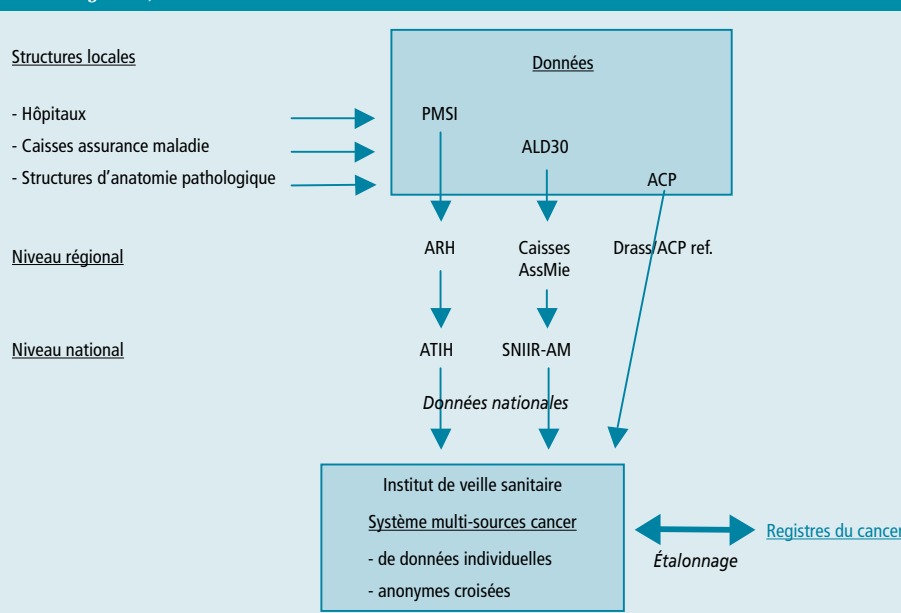 Structures locales
Données
- Hôpitaux
PMSI
- Caisses assurance maladie
ALD30
- Structures d'anatomie pathologique
ACP
Niveau régional
ARH
Caisses
AssMie
Drass/ACP ref.
Niveau national
ATIH
SNIIR-AM
Données nationales
Institut de veille sanitaire
Système multi-sources cancer
- de données individuelles
- anonymes croisées
Registres du cancer
Étalonnage